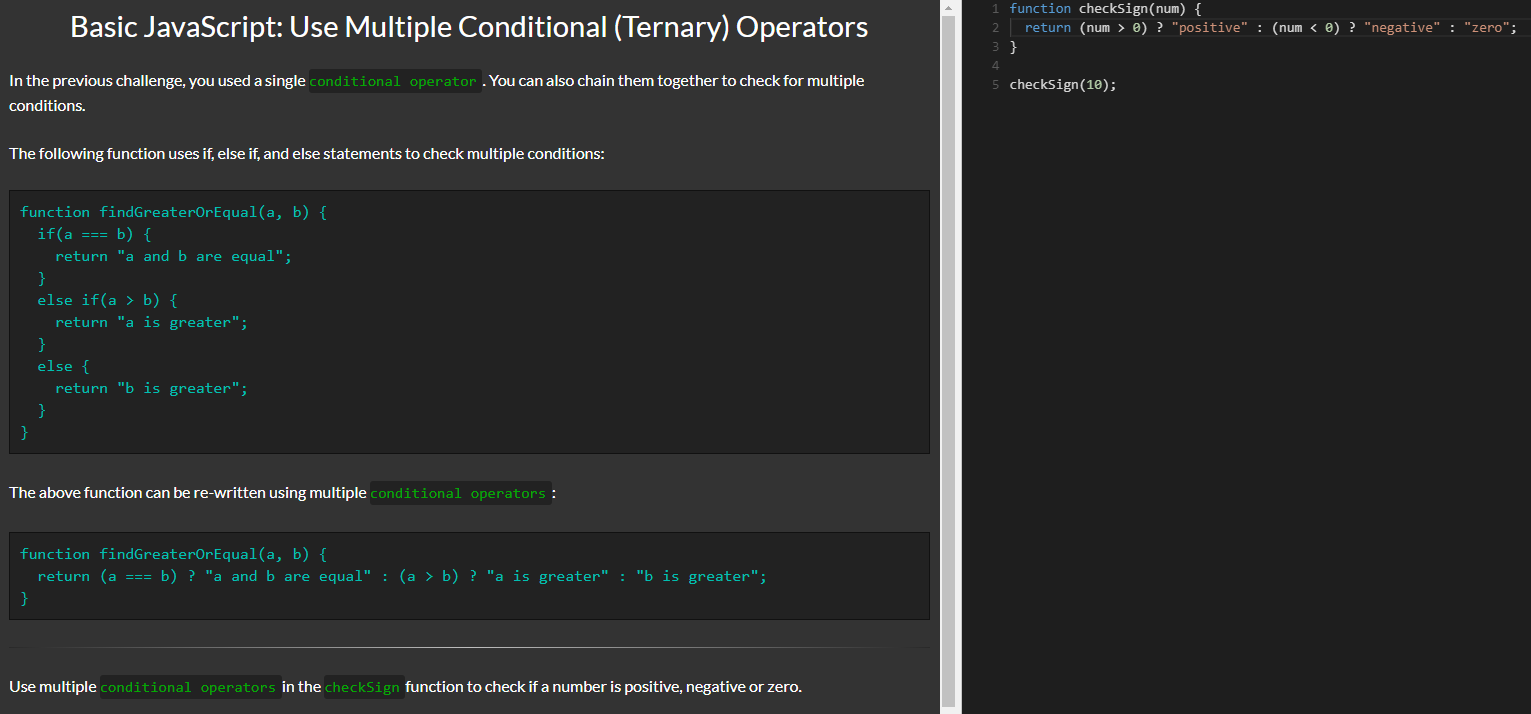 Basic JavaScript: Use Multiple Conditional (Ternary) Operators
In the previous challenge, you used a single conditional operator . You can also chain them together to check for multiple
conditions.
The following function uses if, else if, and else statements to check multiple conditions:
function findGreaterOrEqual(a, b) {
  if(a === b) {
    return "a and b are equal";
  }
  else if(a > b) {
    return "a is greater";
  }
  else {
    return "b is greater";
  }
}
The above function can be re-written using multiple conditional operators :
function findGreaterOrEqual(a, b) {
  return (a === b) ? "a and b are equal" : (a > b) ? "a is greater" : "b is greater";
}
Use multiple conditional operators in the checkSign function to check if a number is positive, negative or zero.
1 function checkSign(num) {
2   return (num > 0) ? "positive" : (num < 0) ? "negative" : "zero";
3 }
4
5 checkSign(10);